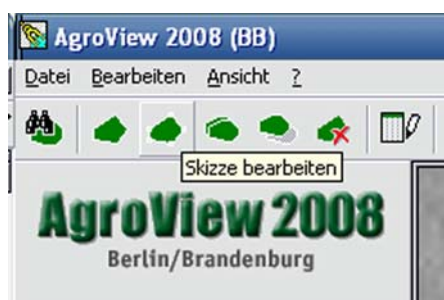 AgroView 2008 (BB)
Datei Bearbeiten Ansicht ?
Skizze bearbeiten
AgroView 2008
Berlin/Brandenburg